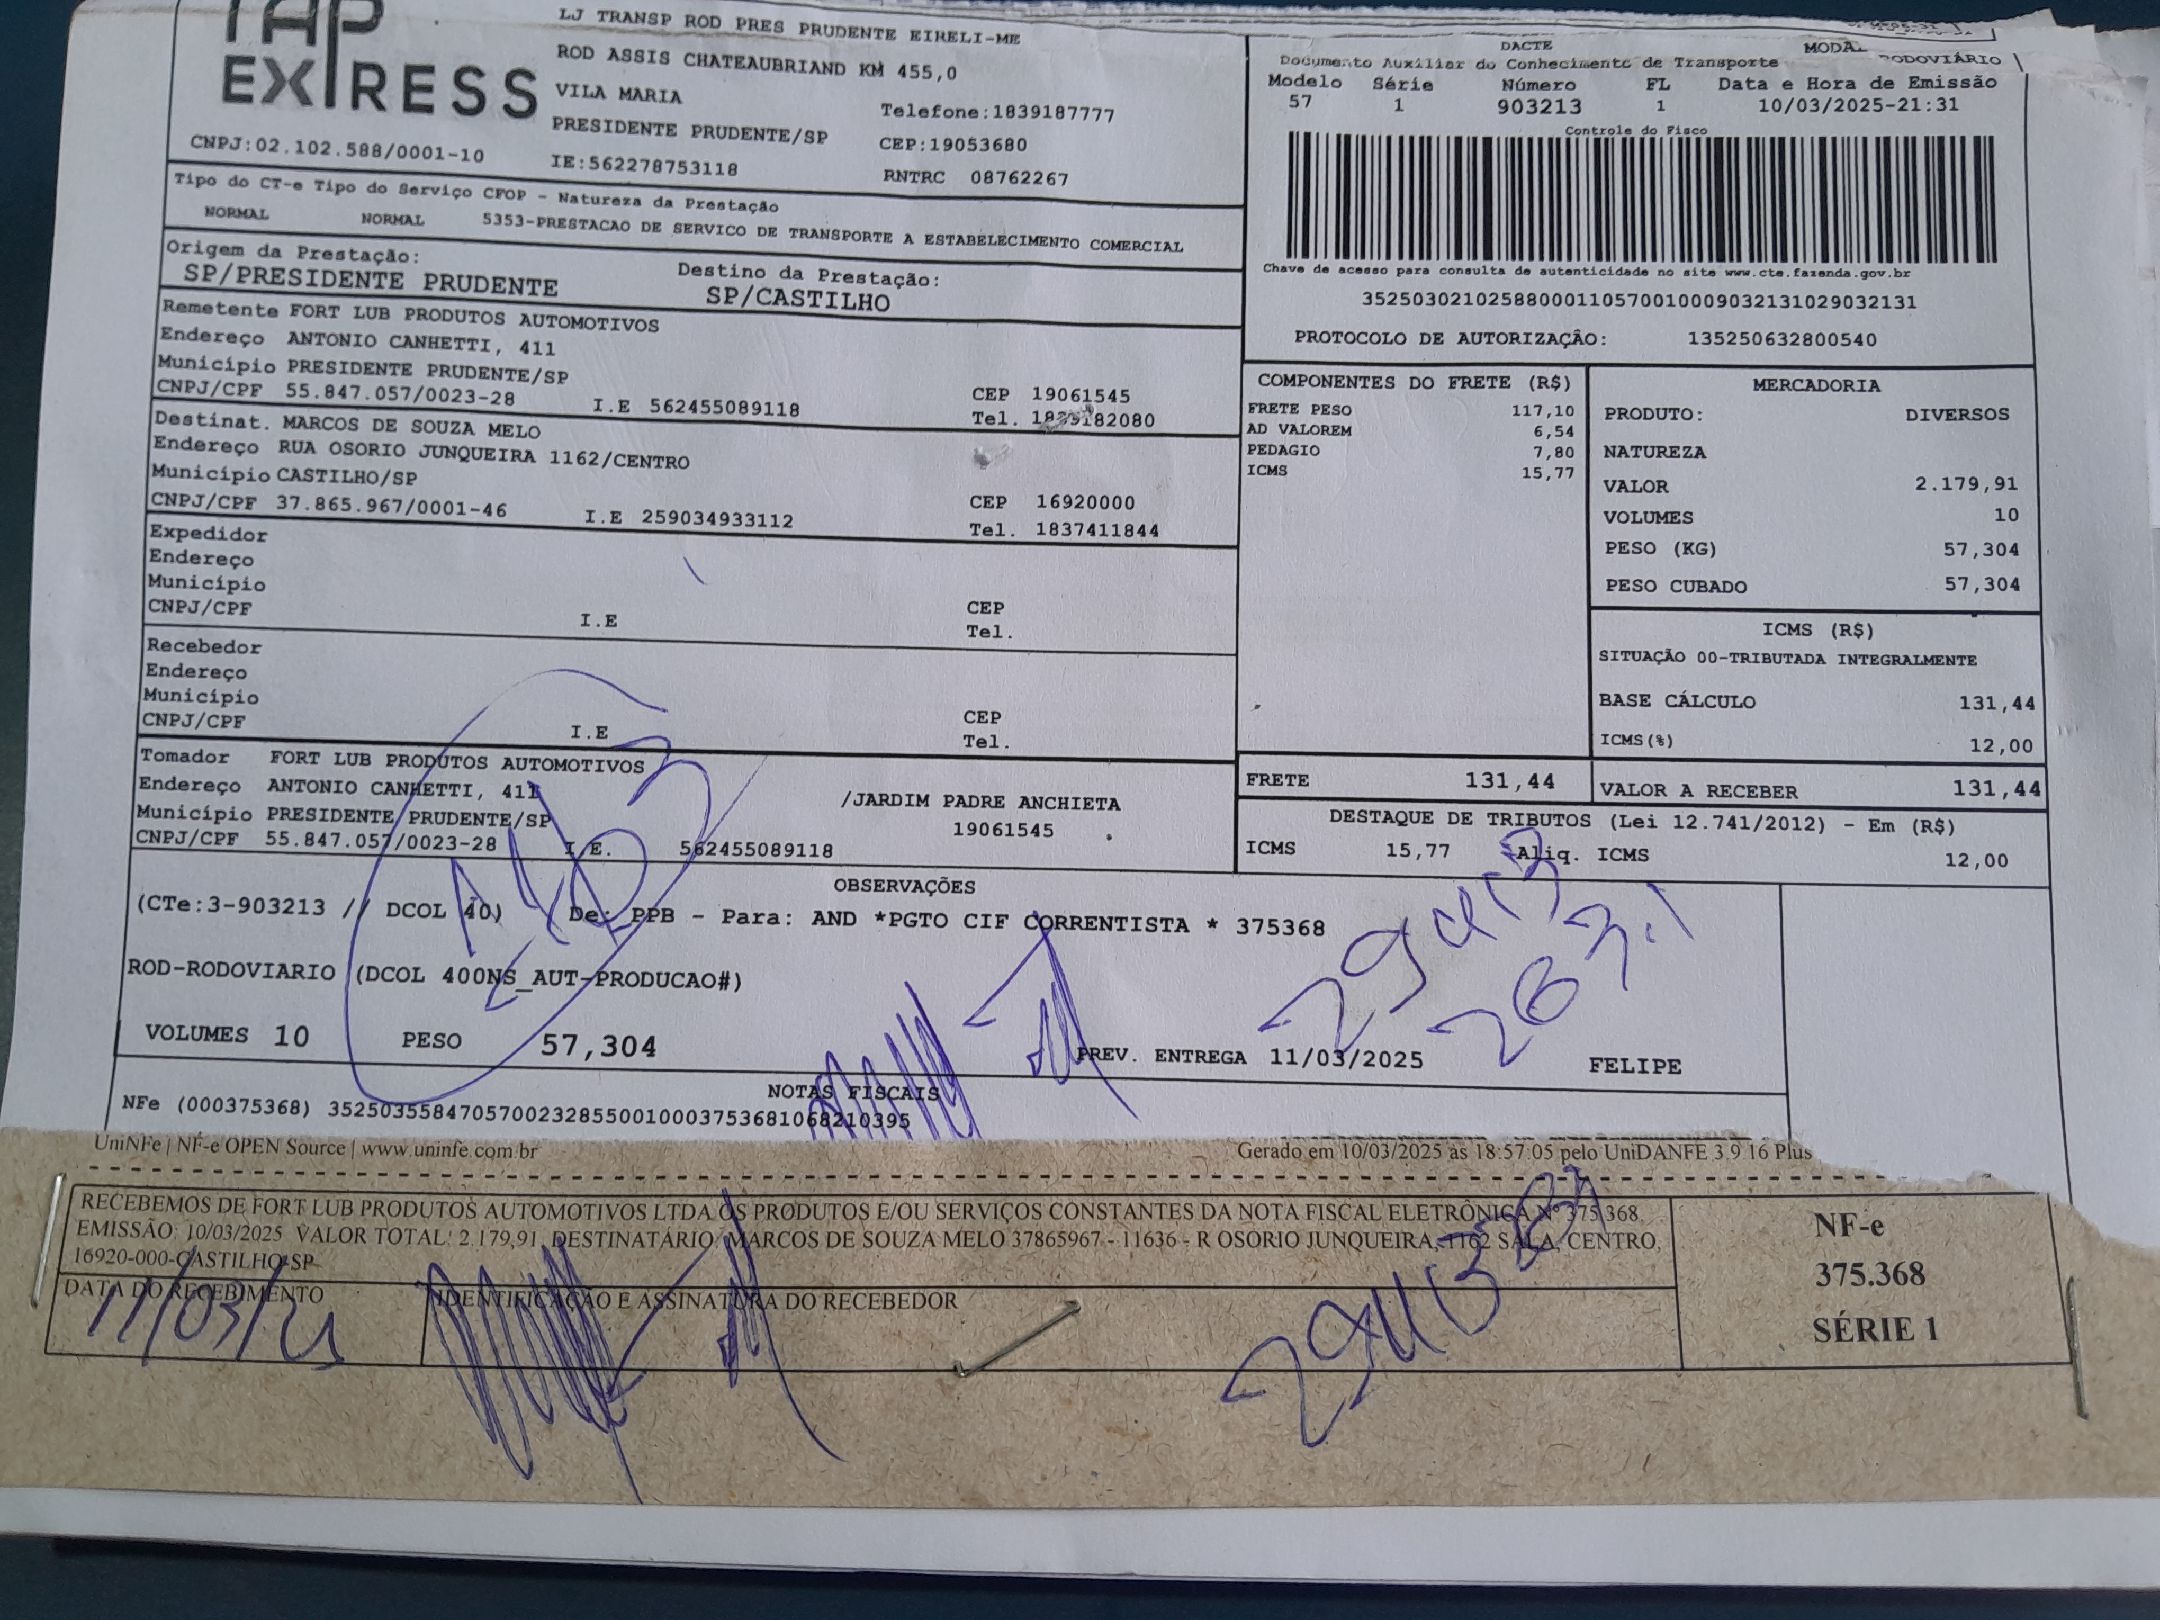 TAP
EXPRESS
CNPJ:02.102.588/0001-10
LJ TRANSP ROD PRES PRUDENTE EIRELI-ME
ROD ASSIS CHATEAUBRIAND KM 455,0
VILA MARIA
PRESIDENTE PRUDENTE/SP
IE:562278753118
Telefone:1839187777
CEP:19053680
RNTRC 08762267
DACTE
Documento Auxiliar do Conhecimento de Transporte
RODOVIÁRIO
Modelo Série Número FL Data e Hora de Emissão
57 1 903213 1 10/03/2025-21:31
Controle do Fisco
Chave de acesso para consulta de autenticidade no site www.cte.fazenda.gov.br
35250302102588000110570010009032131029032131
PROTOCOLO DE AUTORIZAÇÃO: 135250632800540
Tipo do CT-e Tipo do Serviço CFOP - Natureza da Prestação
NORMAL NORMAL 5353-PRESTACAO DE SERVICO DE TRANSPORTE A ESTABELECIMENTO COMERCIAL
Origem da Prestação: Destino da Prestação:
SP/PRESIDENTE PRUDENTE SP/CASTILHO
Remetente FORT LUB PRODUTOS AUTOMOTIVOS
Endereço ANTONIO CANHETTI, 411
Município PRESIDENTE PRUDENTE/SP CEP 19061545
CNPJ/CPF 55.847.057/0023-28 I.E 562455089118 Tel.
Destinat. MARCOS DE SOUZA MELO
Endereço RUA OSORIO JUNQUEIRA 1162/CENTRO
Município CASTILHO/SP CEP 16920000
CNPJ/CPF 37.865.967/0001-46 I.E 259034933112 Tel. 1837411844
Expedidor
Endereço
Município CEP
CNPJ/CPF I.E Tel.
Recebedor
Endereço
Município CEP
CNPJ/CPF I.E Tel.
Tomador FORT LUB PRODUTOS AUTOMOTIVOS
Endereço ANTONIO CANHETTI, 411 /JARDIM PADRE ANCHIETA
Município PRESIDENTE PRUDENTE/SP 19061545
CNPJ/CPF 55.847.057/0023-28 I.E. 562455089118
COMPONENTES DO FRETE (R$)
FRETE PESO 117,10
AD VALOREM 6,54
PEDAGIO 7,80
ICMS 15,77
MERCADORIA
PRODUTO: DIVERSOS
NATUREZA
VALOR 2.179,91
VOLUMES 10
PESO (KG) 57,304
PESO CUBADO 57,304
ICMS (R$)
SITUAÇÃO 00-TRIBUTADA INTEGRALMENTE
BASE CÁLCULO 131,44
ICMS(%) 12,00
FRETE 131,44 VALOR A RECEBER 131,44
DESTAQUE DE TRIBUTOS (Lei 12.741/2012) - Em (R$)
ICMS 15,77 Aliq. ICMS 12,00
OBSERVAÇÕES
(CTe:3-903213 // DCOL 40) De: PPB - Para: AND *PGTO CIF CORRENTISTA * 375368
ROD-RODOVIARIO (DCOL 400NS_AUT-PRODUCAO#)
VOLUMES 10 PESO 57,304 PREV. ENTREGA 11/03/2025 FELIPE
NOTAS FISCAIS
NFe (000375368) 35250355847057002328550010003753681068210395
UniNFe | NF-e OPEN Source | www.uninfe.com.br Gerado em 10/03/2025 às 18:57:05 pelo UniDANFE 3.9.16 Plus
RECEBEMOS DE FORT LUB PRODUTOS AUTOMOTIVOS LTDA OS PRODUTOS E/OU SERVIÇOS CONSTANTES DA NOTA FISCAL ELETRÔNICA Nº 375.368.
EMISSÃO: 10/03/2025 VALOR TOTAL: 2.179,91 DESTINATÁRIO: MARCOS DE SOUZA MELO 37865967 - 11636 - R OSORIO JUNQUEIRA, 1162 SALA, CENTRO,
16920-000-CASTILHO-SP
DATA DO RECEBIMENTO IDENTIFICAÇÃO E ASSINATURA DO RECEBEDOR
11/03/25
NF-e
375.368
SÉRIE 1